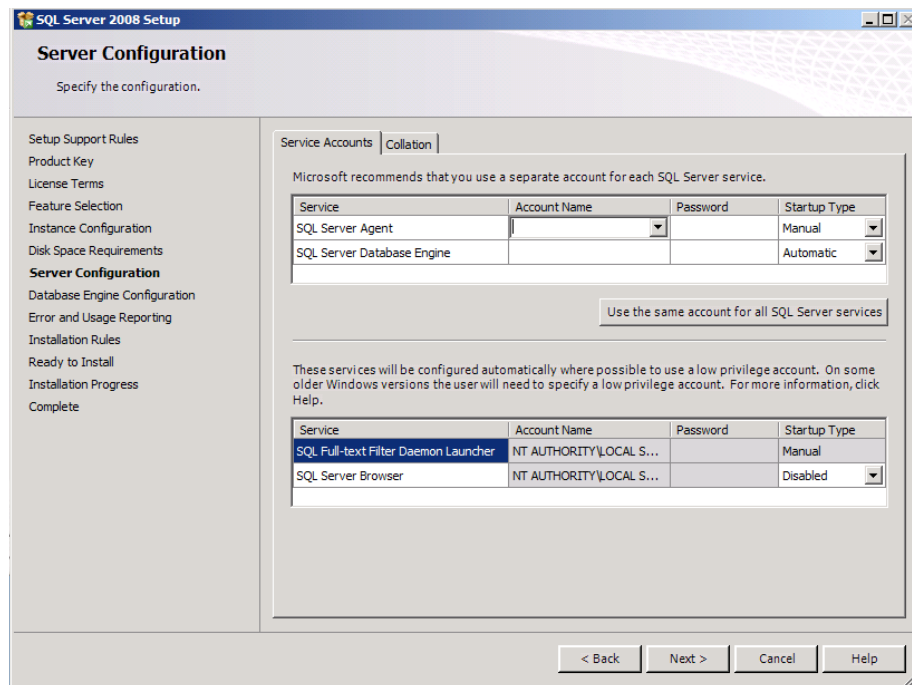 SQL Server 2008 Setup
Server Configuration
Specify the configuration.
Setup Support Rules
Product Key
License Terms
Feature Selection
Instance Configuration
Disk Space Requirements
Server Configuration
Database Engine Configuration
Error and Usage Reporting
Installation Rules
Ready to Install
Installation Progress
Complete
Service Accounts Collation
Microsoft recommends that you use a separate account for each SQL Server service.
Service Account Name Password Startup Type
SQL Server Agent Manual
SQL Server Database Engine Automatic
Use the same account for all SQL Server services
These services will be configured automatically where possible to use a low privilege account. On some
older Windows versions the user will need to specify a low privilege account. For more information, click
Help.
Service Account Name Password Startup Type
SQL Full-text Filter Daemon Launcher NT AUTHORITY\LOCAL S... Manual
SQL Server Browser NT AUTHORITY\LOCAL S... Disabled
< Back Next > Cancel Help